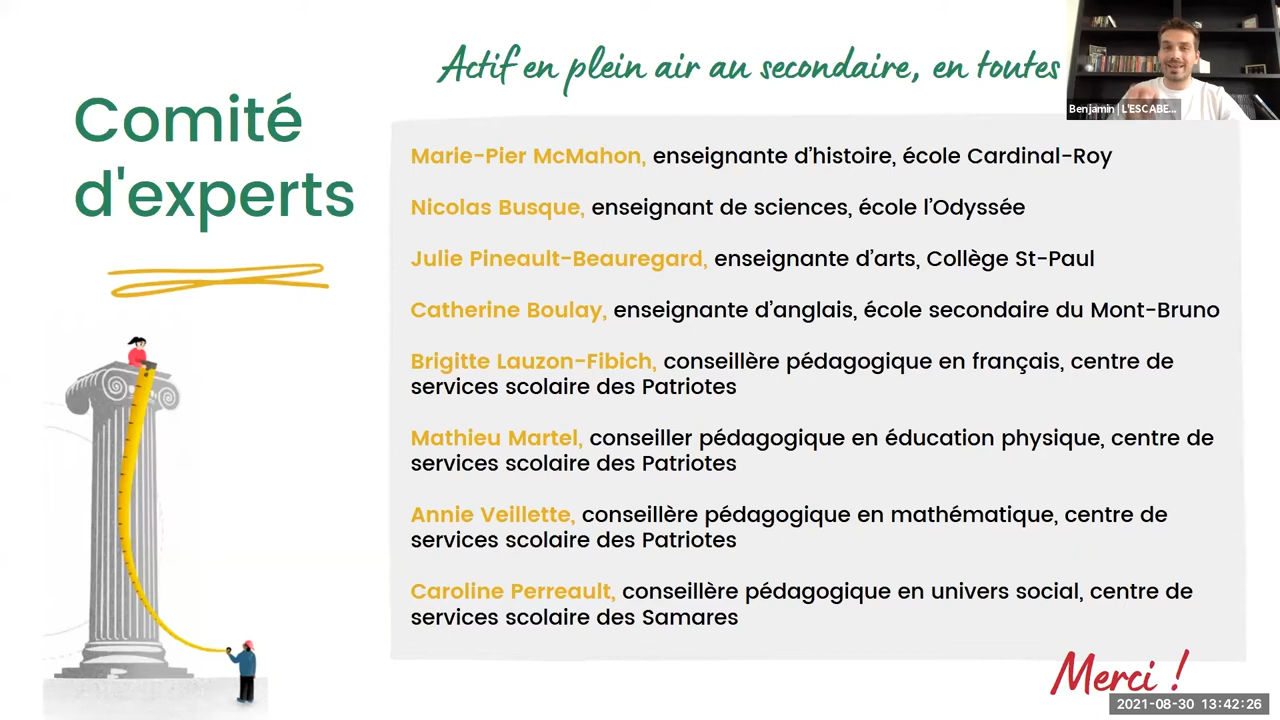 Actif en plein air au secondaire, en toutes
Benjamin | L'ESCABE...
Comité
d'experts
Marie-Pier McMahon, enseignante d'histoire, école Cardinal-Roy
Nicolas Busque, enseignant de sciences, école l'Odyssée
Julie Pineault-Beauregard, enseignante d'arts, Collège St-Paul
Catherine Boulay, enseignante d'anglais, école secondaire du Mont-Bruno
Brigitte Lauzon-Fibich, conseillère pédagogique en français, centre de
services scolaire des Patriotes
Mathieu Martel, conseiller pédagogique en éducation physique, centre de
services scolaire des Patriotes
Annie Veillette, conseillère pédagogique en mathématique, centre de
services scolaire des Patriotes
Caroline Perreault, conseillère pédagogique en univers social, centre de
services scolaire des Samares
Merci !
2021-08-30 13:42:26